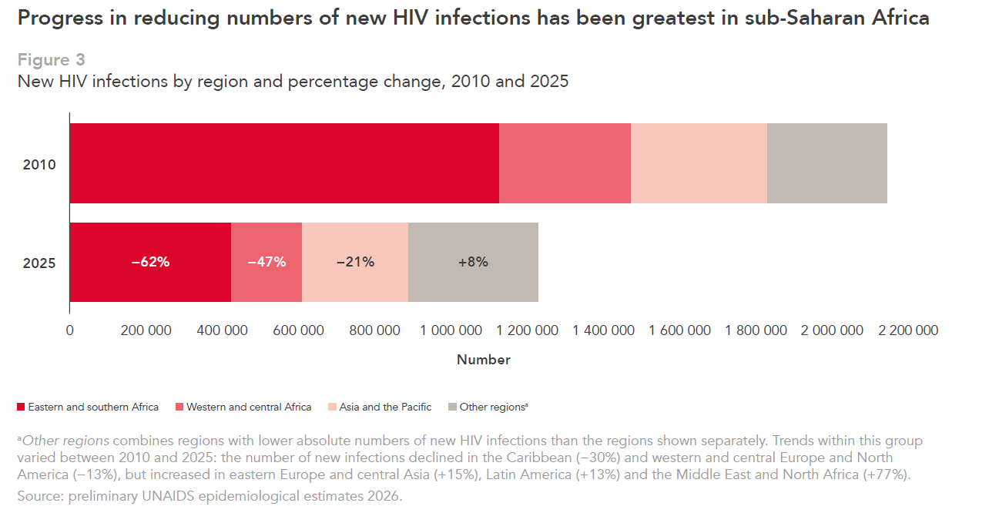 Progress in reducing numbers of new HIV infections has been greatest in sub-Saharan Africa
Figure 3
New HIV infections by region and percentage change, 2010 and 2025
2010
2025
−62%
−47%
−21%
+8%
0
200 000
400 000
600 000
800 000
1 000 000
1 200 000
1 400 000
1 600 000
1 800 000
2 000 000
2 200 000
Number
Eastern and southern Africa
Western and central Africa
Asia and the Pacific
Other regionsᵃ
ᵃOther regions combines regions with lower absolute numbers of new HIV infections than the regions shown separately. Trends within this group
varied between 2010 and 2025: the number of new infections declined in the Caribbean (−30%) and western and central Europe and North
America (−13%), but increased in eastern Europe and central Asia (+15%), Latin America (+13%) and the Middle East and North Africa (+77%).
Source: preliminary UNAIDS epidemiological estimates 2026.